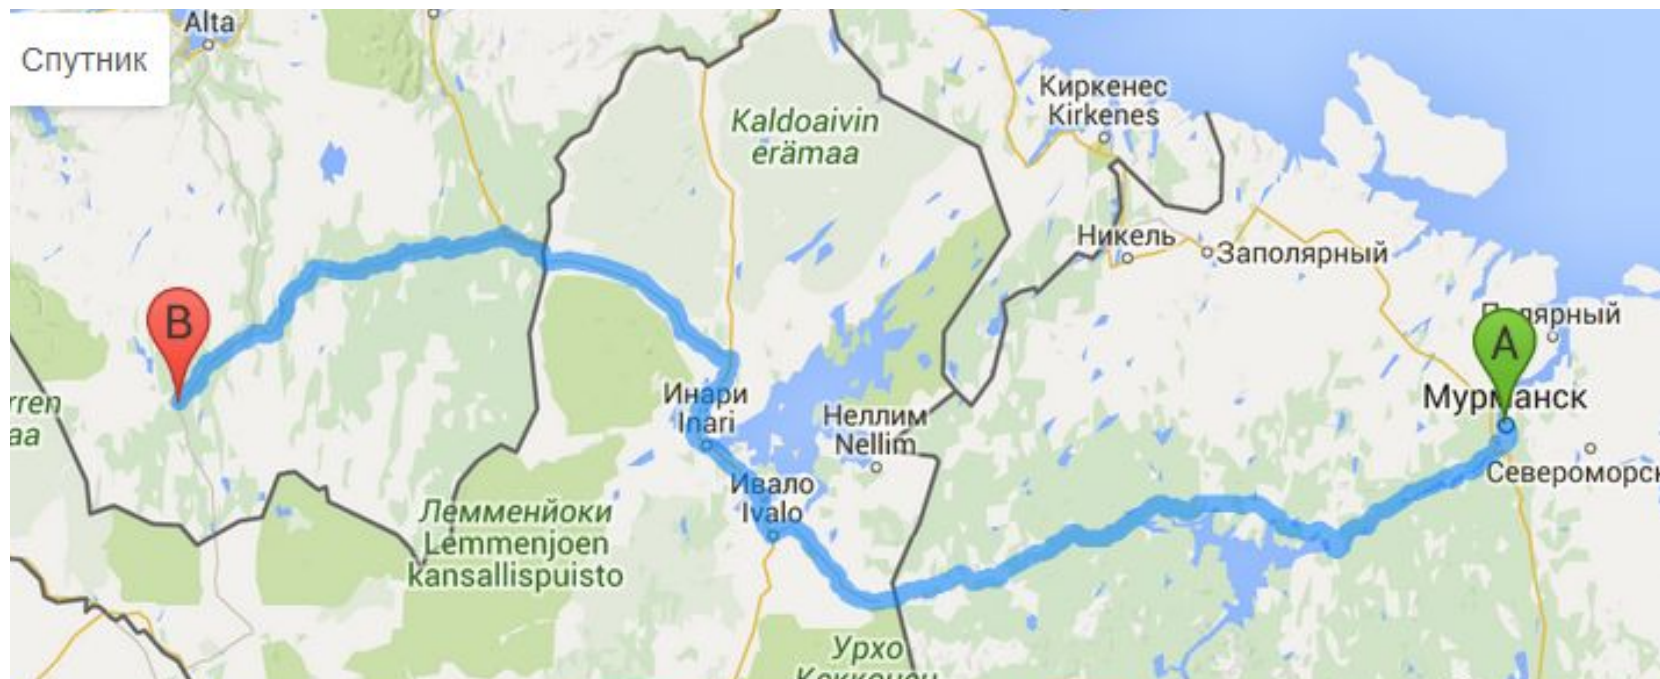 Alta
Спутник
Киркенес
Kirkenes
Kaldoaivin
erämaa
Никель
Заполярный
Мурманск
Североморск
Инари
Inari
Неллим
Nellim
Ивало
Ivalo
Лемменйоки
Lemmenjoen
kansallispuisto
Урхо
B
A